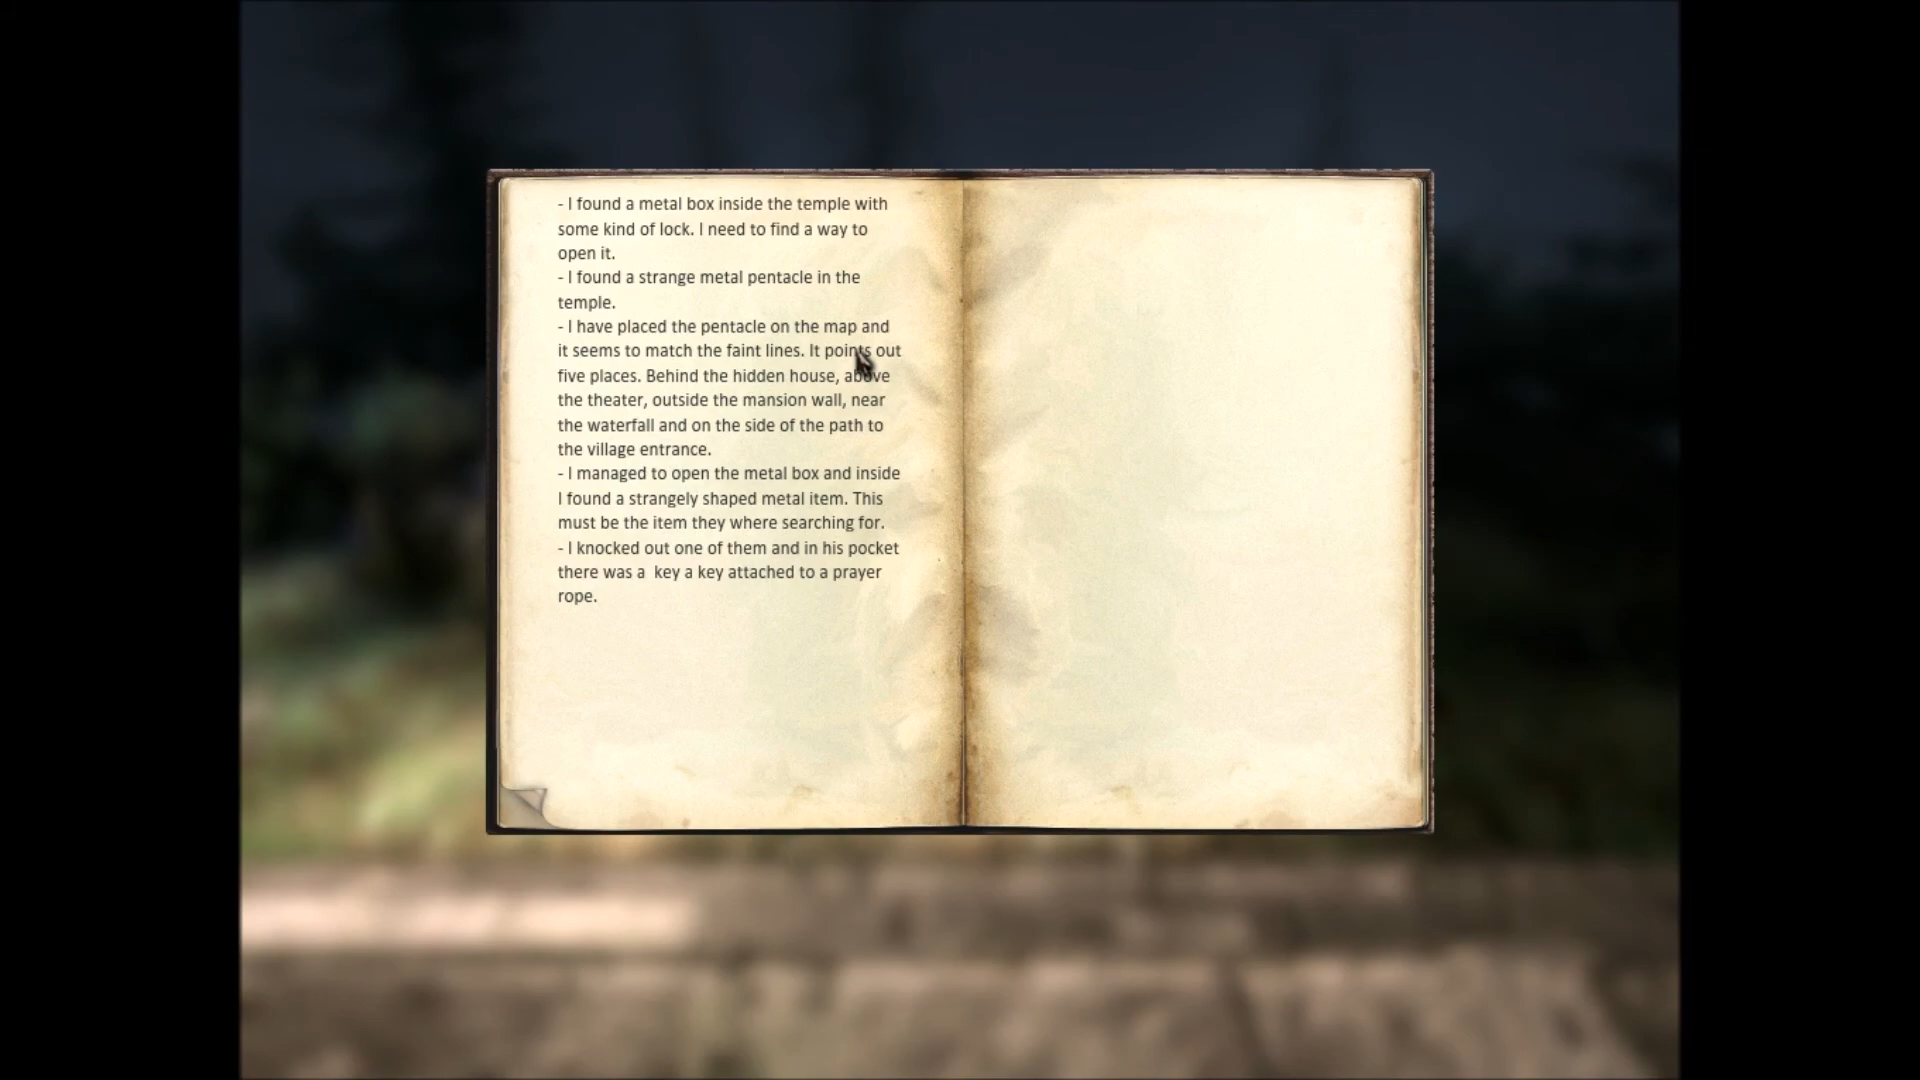 - I found a metal box inside the temple with
some kind of lock. I need to find a way to
open it.
- I found a strange metal pentacle in the
temple.
- I have placed the pentacle on the map and
it seems to match the faint lines. It points out
five places. Behind the hidden house, above
the theater, outside the mansion wall, near
the waterfall and on the side of the path to
the village entrance.
- I managed to open the metal box and inside
I found a strangely shaped metal item. This
must be the item they where searching for.
- I knocked out one of them and in his pocket
there was a  key a key attached to a prayer
rope.